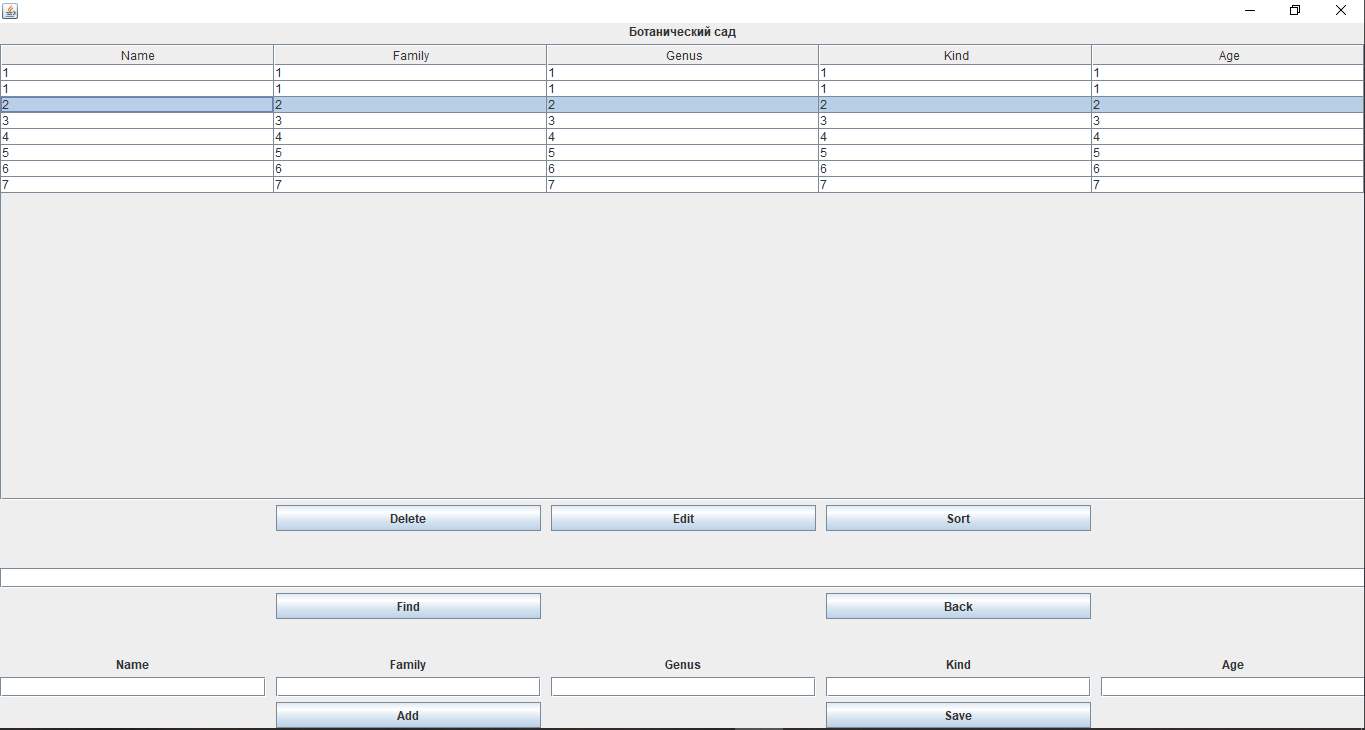 Ботанический сад
Name Family Genus Kind Age
1 1 1 1 1
1 1 1 1 1
2 2 2 2 2
3 3 3 3 3
4 4 4 4 4
5 5 5 5 5
6 6 6 6 6
7 7 7 7 7
Delete Edit Sort
Find Back
Name Family Genus Kind Age
Add Save